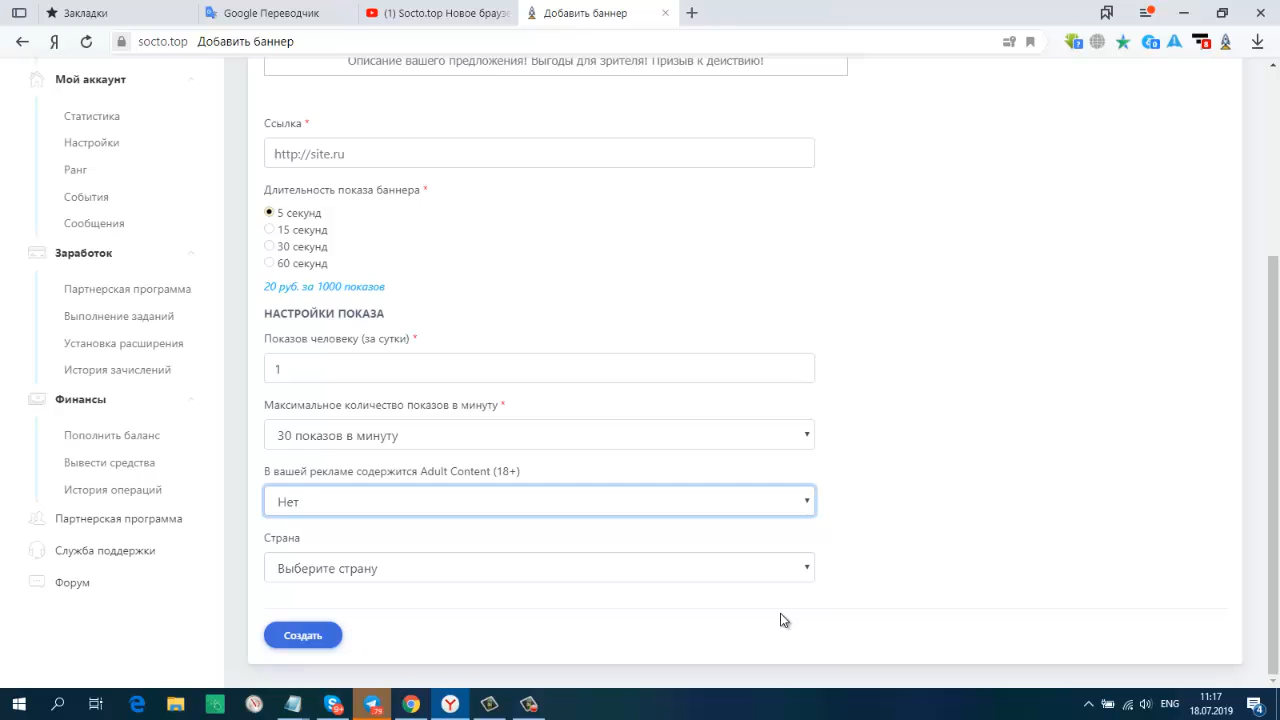 Закладки
Google Переводчик
(1) Socto.top Новое браузе
Добавить баннер
Я
socto.top
Добавить баннер
Мой аккаунт
Статистика
Настройки
Ранг
События
Сообщения
Заработок
Партнерская программа
Выполнение заданий
Установка расширения
История зачислений
Финансы
Пополнить баланс
Вывести средства
История операций
Партнерская программа
Служба поддержки
Форум
Описание вашего предложения! Выгоды для зрителя! Призыв к действию!
Ссылка *
http://site.ru
Длительность показа баннера *
5 секунд
15 секунд
30 секунд
60 секунд
20 руб. за 1000 показов
НАСТРОЙКИ ПОКАЗА
Показов человеку (за сутки) *
1
Максимальное количество показов в минуту *
30 показов в минуту
В вашей рекламе содержится Adult Content (18+)
Нет
Страна
Выберите страну
Создать
ENG
11:17
18.07.2019